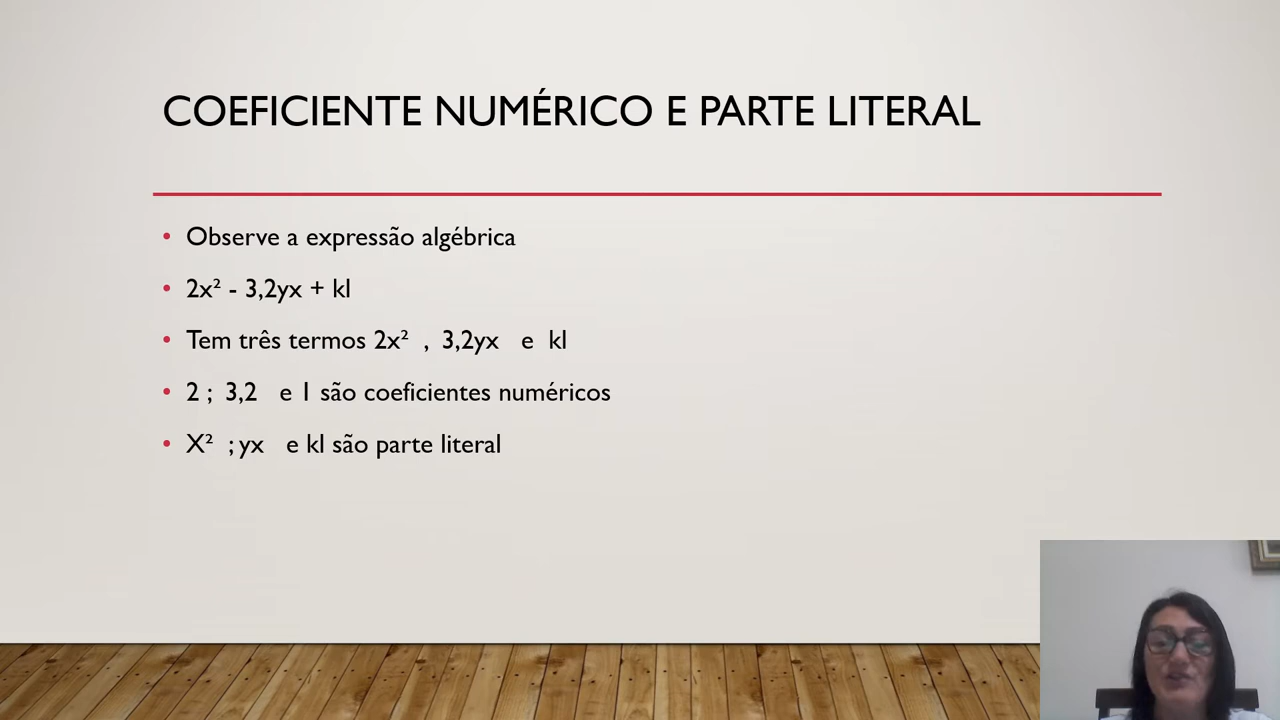 COEFICIENTE NUMÉRICO E PARTE LITERAL
• Observe a expressão algébrica
• 2x² - 3,2yx + kl
• Tem três termos 2x² , 3,2yx e kl
• 2 ; 3,2 e 1 são coeficientes numéricos
• X² ; yx e kl são parte literal